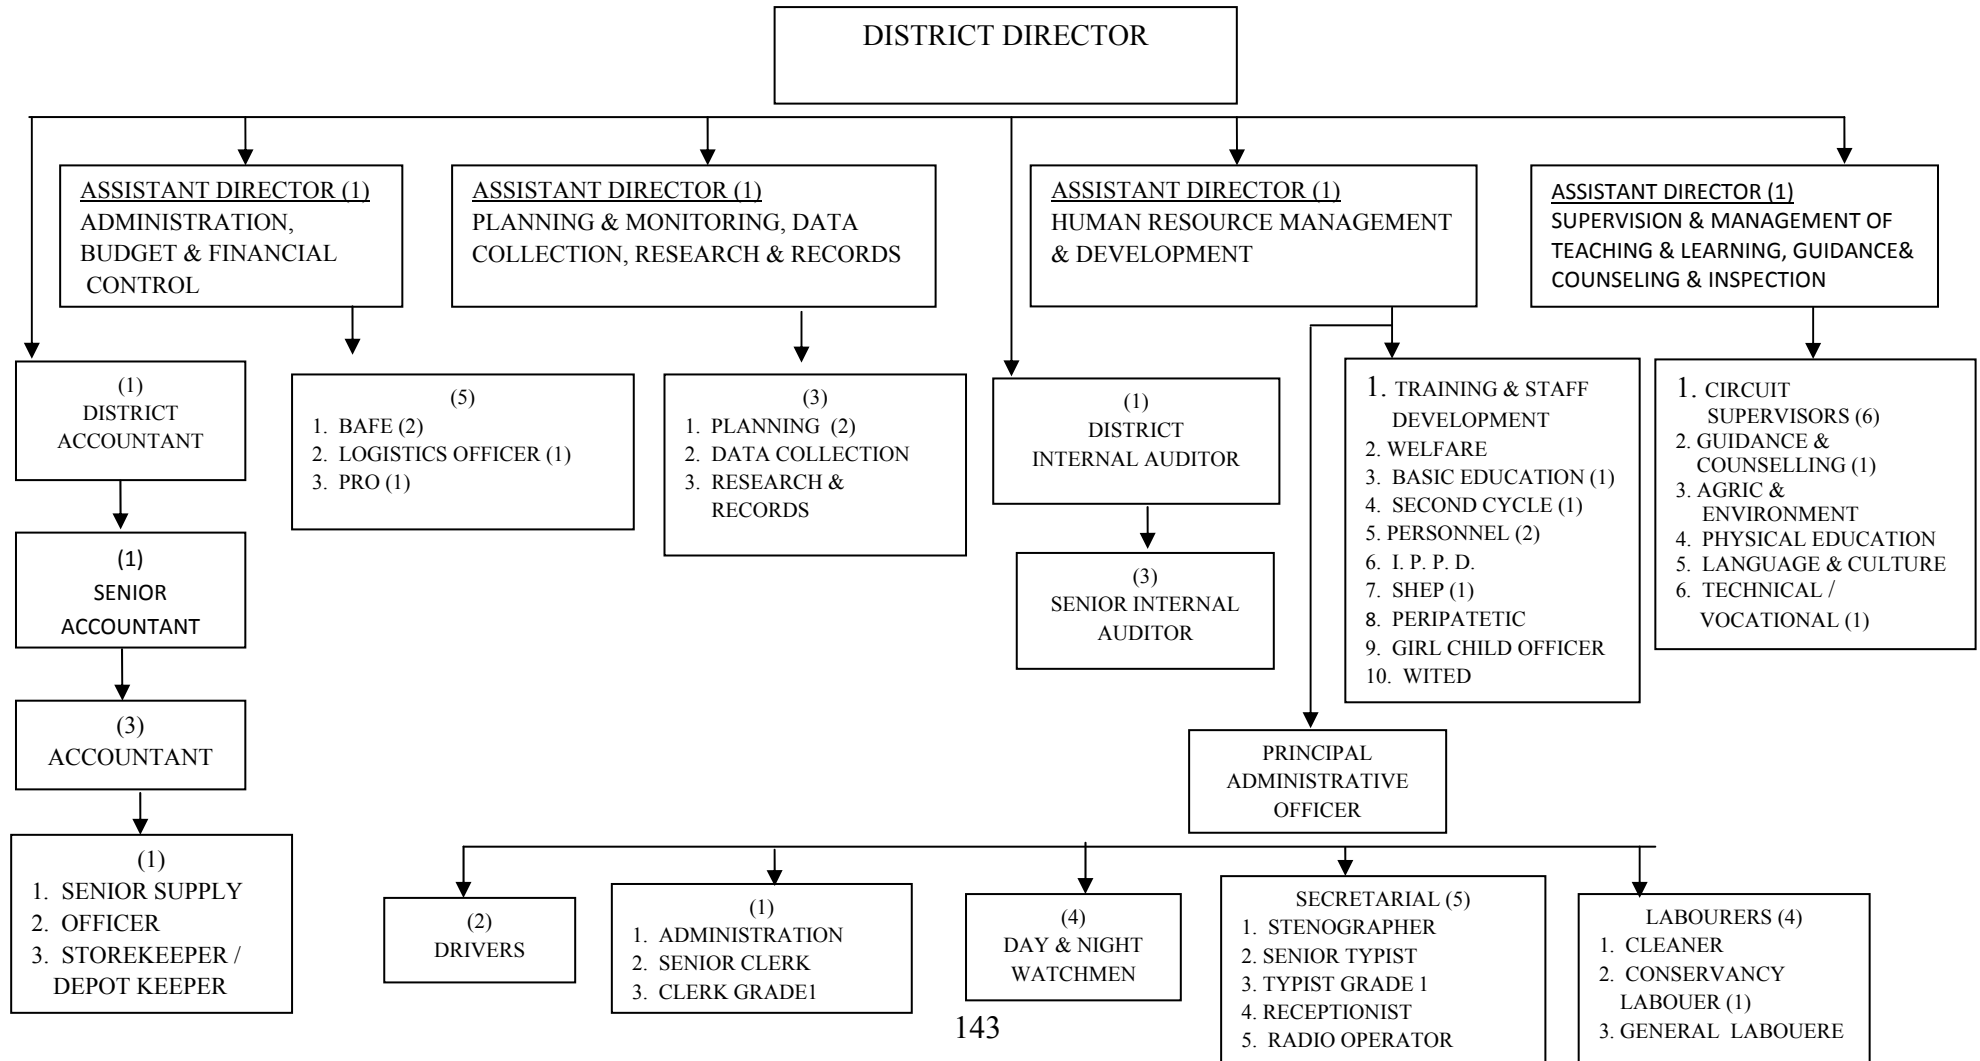 DISTRICT DIRECTOR
ASSISTANT DIRECTOR (1)
ADMINISTRATION,
BUDGET & FINANCIAL
CONTROL
ASSISTANT DIRECTOR (1)
PLANNING & MONITORING, DATA
COLLECTION, RESEARCH & RECORDS
ASSISTANT DIRECTOR (1)
HUMAN RESOURCE MANAGEMENT
& DEVELOPMENT
ASSISTANT DIRECTOR (1)
SUPERVISION & MANAGEMENT OF
TEACHING & LEARNING, GUIDANCE&
COUNSELING & INSPECTION
(1)
DISTRICT
ACCOUNTANT
(5)
1. BAFE (2)
2. LOGISTICS OFFICER (1)
3. PRO (1)
(3)
1. PLANNING (2)
2. DATA COLLECTION
3. RESEARCH &
RECORDS
(1)
DISTRICT
INTERNAL AUDITOR
1. TRAINING & STAFF
DEVELOPMENT
2. WELFARE
3. BASIC EDUCATION (1)
4. SECOND CYCLE (1)
5. PERSONNEL (2)
6. I. P. P. D.
7. SHEP (1)
8. PERIPATETIC
9. GIRL CHILD OFFICER
10. WITED
1. CIRCUIT
SUPERVISORS (6)
2. GUIDANCE &
COUNSELLING (1)
3. AGRIC &
ENVIRONMENT
4. PHYSICAL EDUCATION
5. LANGUAGE & CULTURE
6. TECHNICAL /
VOCATIONAL (1)
(1)
SENIOR
ACCOUNTANT
(3)
SENIOR INTERNAL
AUDITOR
(3)
ACCOUNTANT
PRINCIPAL
ADMINISTRATIVE
OFFICER
(1)
1. SENIOR SUPPLY
2. OFFICER
3. STOREKEEPER /
DEPOT KEEPER
(2)
DRIVERS
(1)
1. ADMINISTRATION
2. SENIOR CLERK
3. CLERK GRADE1
(4)
DAY & NIGHT
WATCHMEN
SECRETARIAL (5)
1. STENOGRAPHER
2. SENIOR TYPIST
3. TYPIST GRADE 1
4. RECEPTIONIST
5. RADIO OPERATOR
LABOURERS (4)
1. CLEANER
2. CONSERVANCY
LABOUER (1)
3. GENERAL LABOUERE
143